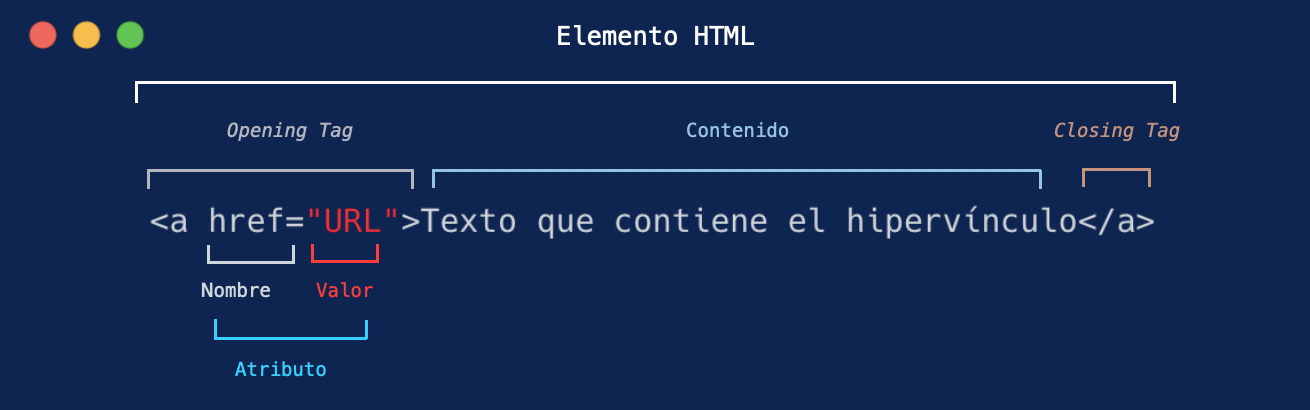 Elemento HTML
Opening Tag
Contenido
Closing Tag
<a href="URL">Texto que contiene el hipervínculo</a>
Nombre
Valor
Atributo